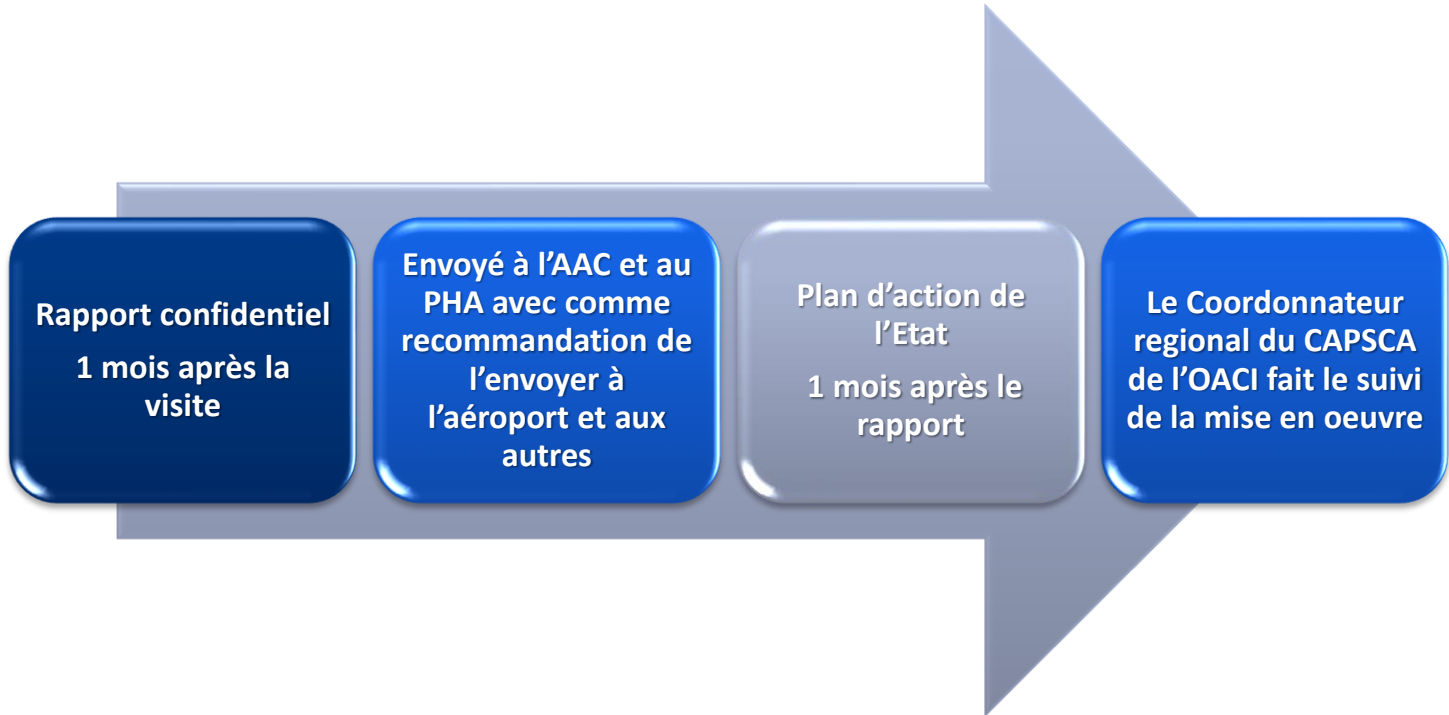 Rapport confidentiel
1 mois après la
visite
Envoyé à l’AAC et au
PHA avec comme
recommandation de
l’envoyer à
l’aéroport et aux
autres
Plan d’action de
l’Etat
1 mois après le
rapport
Le Coordonnateur
regional du CAPSCA
de l’OACI fait le suivi
de la mise en oeuvre